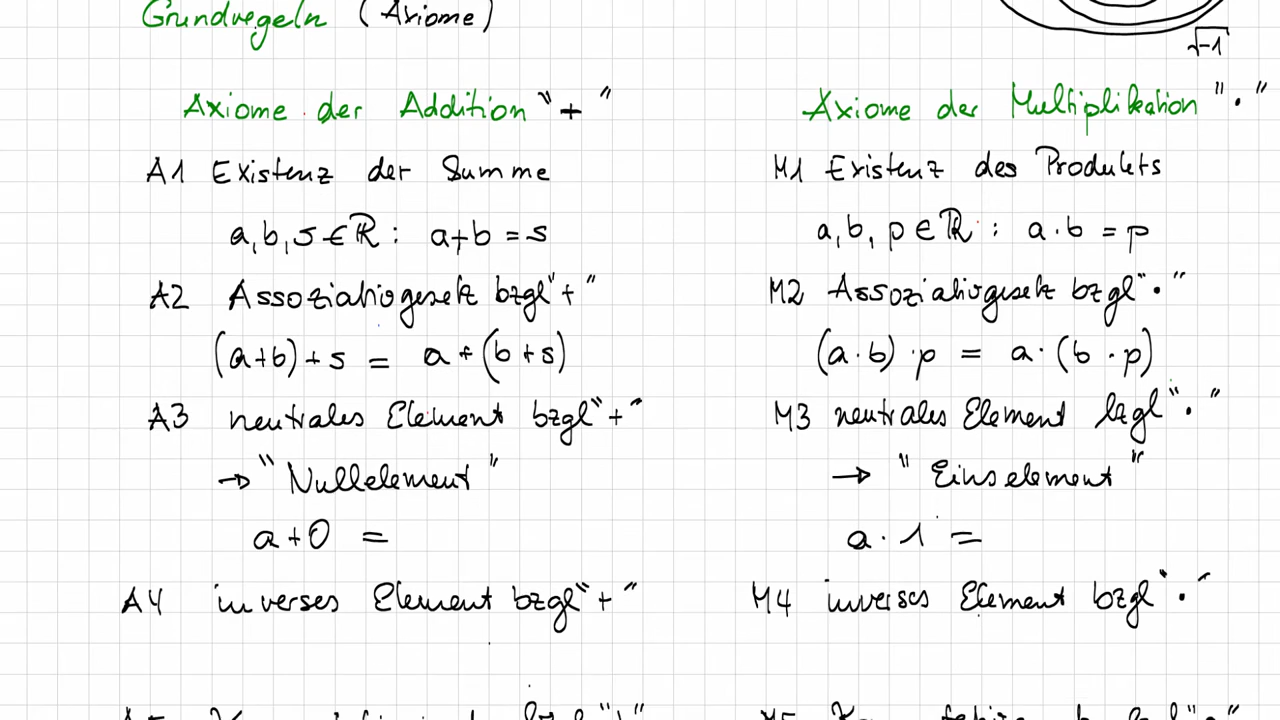 Grundregeln (Axiome)
√-1
Axiome der Addition "+"
A1 Existenz der Summe
a, b, s ∈ ℝ : a+b = s
A2 Assoziativgesetz bzgl "+"
(a+b)+s = a+(b+s)
A3 neutrales Element bzgl "+"
→ "Nullelement"
a+0 =
A4 inverses Element bzgl "+"
Axiome der Multiplikation "·"
M1 Existenz des Produkts
a, b, p ∈ ℝ : a·b = p
M2 Assoziativgesetz bzgl "·"
(a·b)·p = a·(b·p)
M3 neutrales Element bzgl "·"
→ "Einselement"
a·1 =
M4 inverses Element bzgl "·"